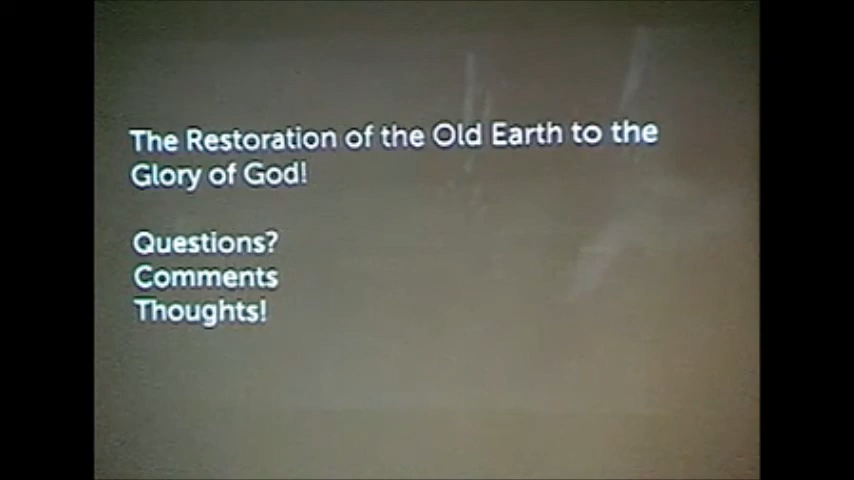 The Restoration of the Old Earth to the
Glory of God!
Questions?
Comments
Thoughts!